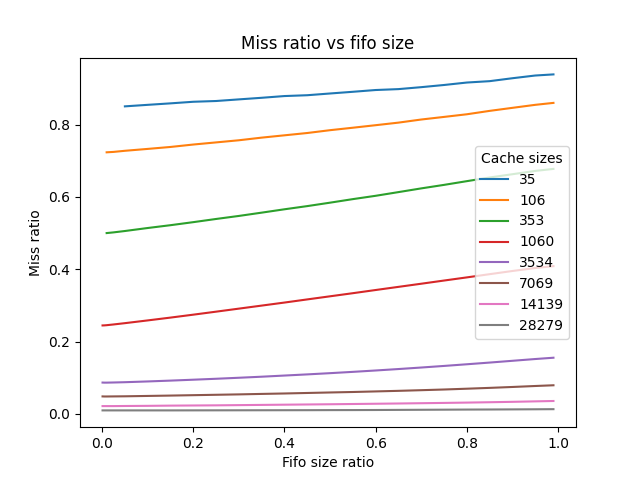 Miss ratio vs fifo size
Miss ratio
0.8
0.6
0.4
0.2
0.0
Cache sizes
35
106
353
1060
3534
7069
14139
28279
0.0 0.2 0.4 0.6 0.8 1.0
Fifo size ratio